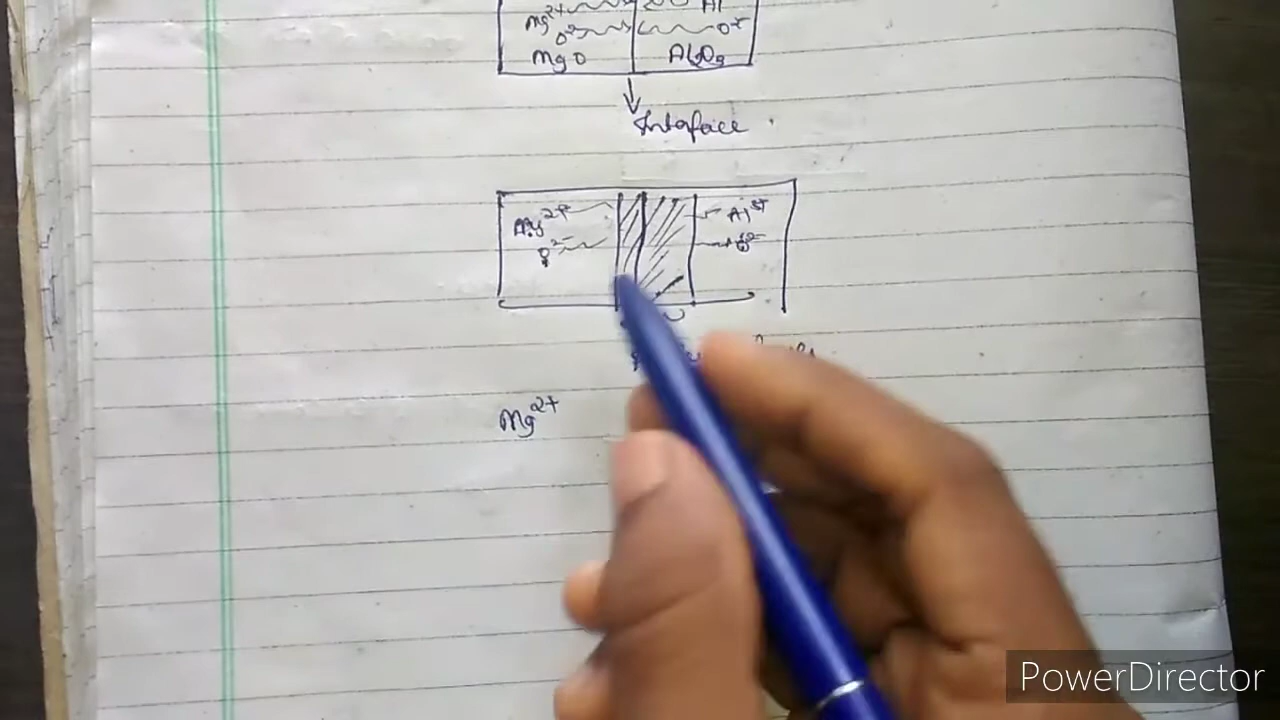 Mg²⁺ Al
O²⁻ O²⁻
MgO Al₂O₃
Interface
Mg²⁺ Al³⁺
O²⁻ O²⁻
Mg²⁺
PowerDirector